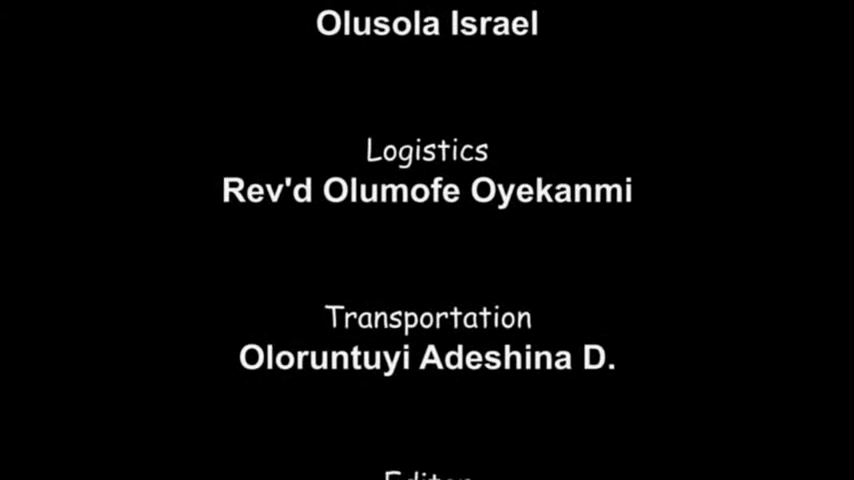 Olusola Israel
Logistics
Rev'd Olumofe Oyekanmi
Transportation
Oloruntuyi Adeshina D.